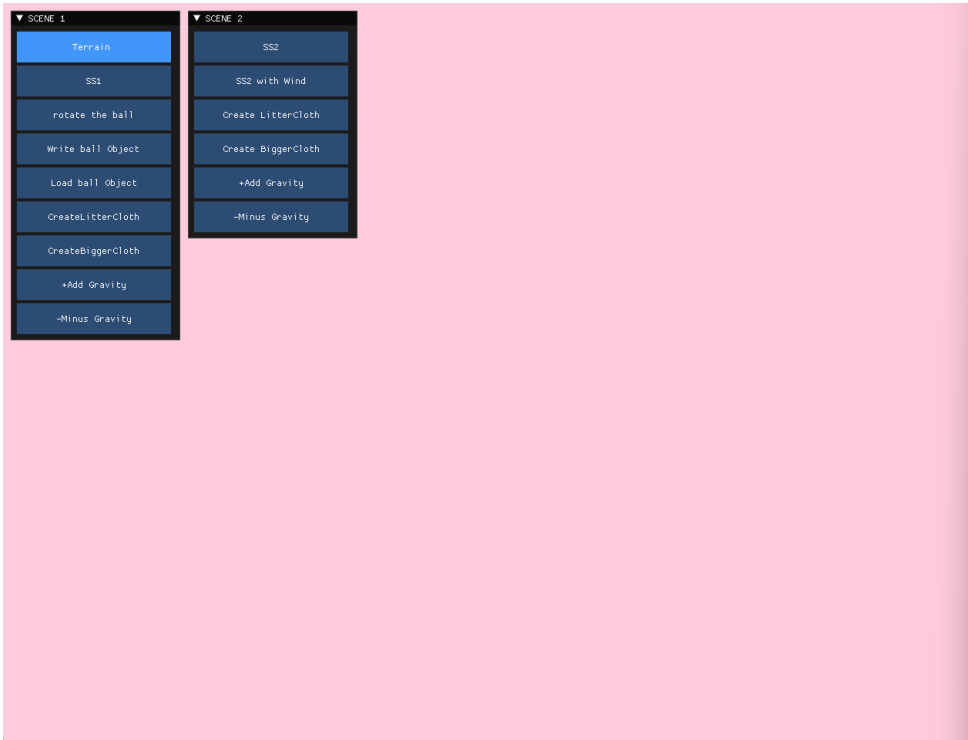 SCENE 1
Terrain
SS1
rotate the ball
Write ball Object
Load ball Object
CreateLitterCloth
CreateBiggerCloth
+Add Gravity
-Minus Gravity
SCENE 2
SS2
SS2 with Wind
Create LitterCloth
Create BiggerCloth
+Add Gravity
-Minus Gravity